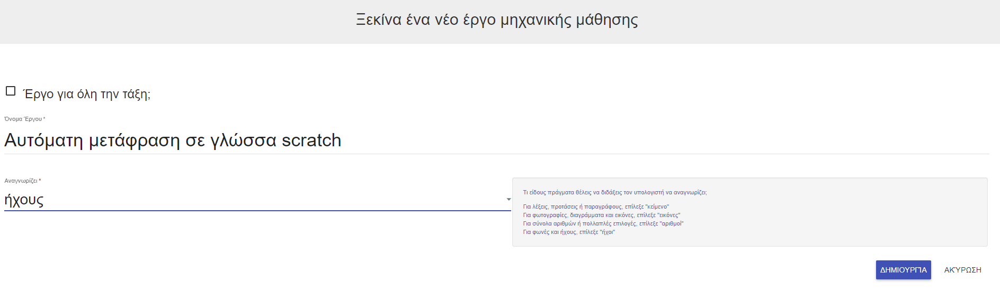 Ξεκίνα ένα νέο έργο μηχανικής μάθησης
Έργο για όλη την τάξη;
Όνομα Έργου *
Αυτόματη μετάφραση σε γλώσσα scratch
Αναγνωρίζει *
ήχους
Τι είδους πράγματα θέλεις να διδάξεις τον υπολογιστή να αναγνωρίζει;
Για λέξεις, προτάσεις ή παραγράφους, επίλεξε "κείμενο"
Για φωτογραφίες, διαγράμματα και εικόνες, επίλεξε "εικόνες"
Για σύνολα αριθμών ή πολλαπλές επιλογές, επίλεξε "αριθμοί"
Για φωνές και ήχους, επίλεξε "ήχοι"
ΔΗΜΙΟΥΡΓΊΑ ΑΚΎΡΩΣΗ